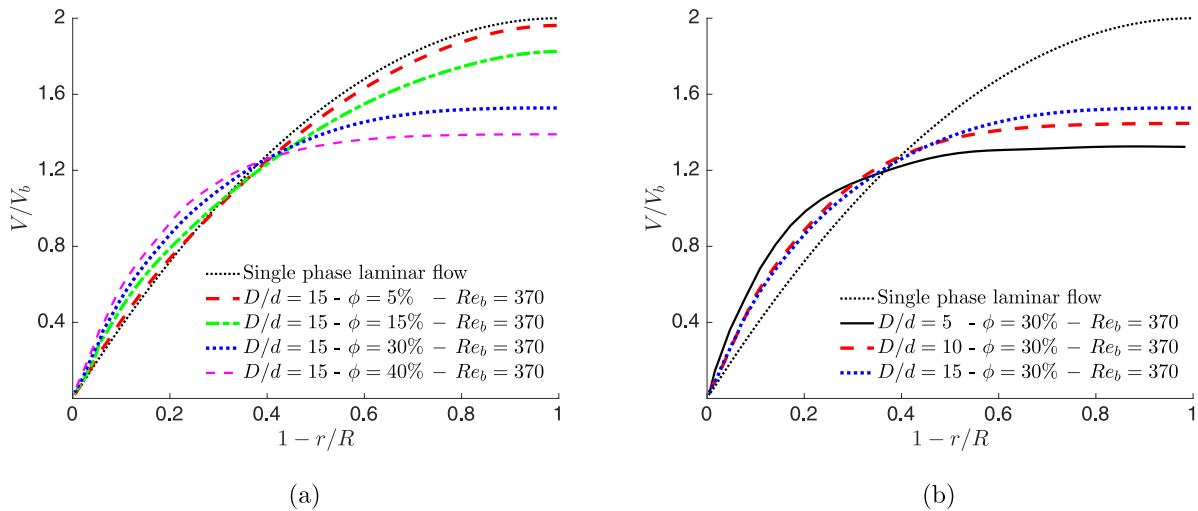 2
1.6
1.2
0.8
0.4
V/V_b
0 0.2 0.4 0.6 0.8 1
1 − r/R
Single phase laminar flow
D/d = 15 - ϕ = 5% − Re_b = 370
D/d = 15 - ϕ = 15% − Re_b = 370
D/d = 15 - ϕ = 30% − Re_b = 370
D/d = 15 - ϕ = 40% − Re_b = 370
(a)
2
1.6
1.2
0.8
0.4
V/V_b
0 0.2 0.4 0.6 0.8 1
1 − r/R
Single phase laminar flow
D/d = 5 - ϕ = 30% − Re_b = 370
D/d = 10 - ϕ = 30% − Re_b = 370
D/d = 15 - ϕ = 30% − Re_b = 370
(b)